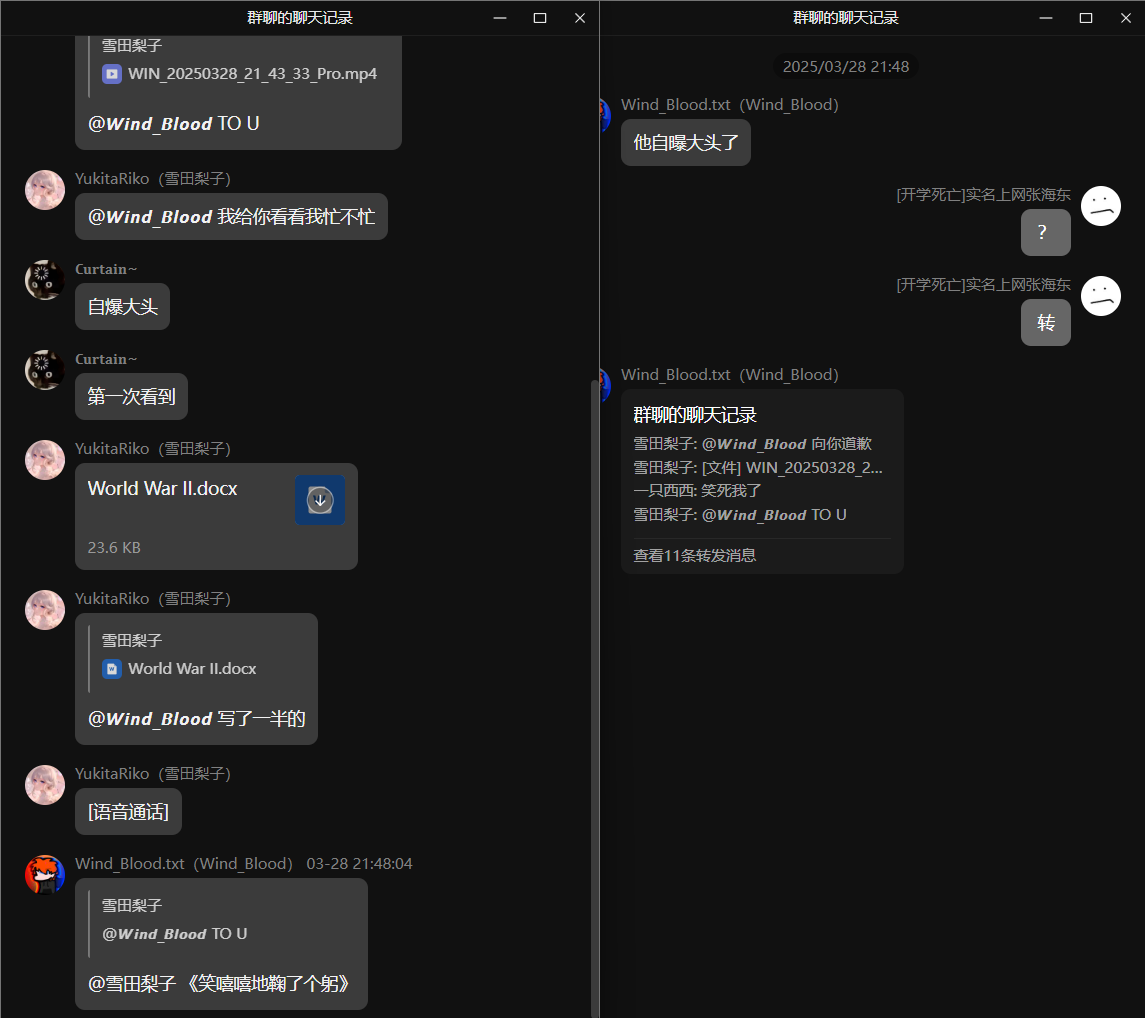 群聊的聊天记录
雪田梨子
WIN_20250328_21_43_33_Pro.mp4
@Wind_Blood TO U
YukitaRiko（雪田梨子）
@Wind_Blood 我给你看看我忙不忙
Curtain~
自爆大头
Curtain~
第一次看到
YukitaRiko（雪田梨子）
World War II.docx
23.6 KB
YukitaRiko（雪田梨子）
雪田梨子
World War II.docx
@Wind_Blood 写了一半的
YukitaRiko（雪田梨子）
[语音通话]
Wind_Blood.txt（Wind_Blood） 03-28 21:48:04
雪田梨子
@Wind_Blood TO U
@雪田梨子 《笑嘻嘻地鞠了个躬》
群聊的聊天记录
2025/03/28 21:48
Wind_Blood.txt（Wind_Blood）
他自曝大头了
[开学死亡]实名上网张海东
？
[开学死亡]实名上网张海东
转
Wind_Blood.txt（Wind_Blood）
群聊的聊天记录
雪田梨子: @Wind_Blood 向你道歉
雪田梨子: [文件] WIN_20250328_2...
一只西西: 笑死我了
雪田梨子: @Wind_Blood TO U
查看11条转发消息